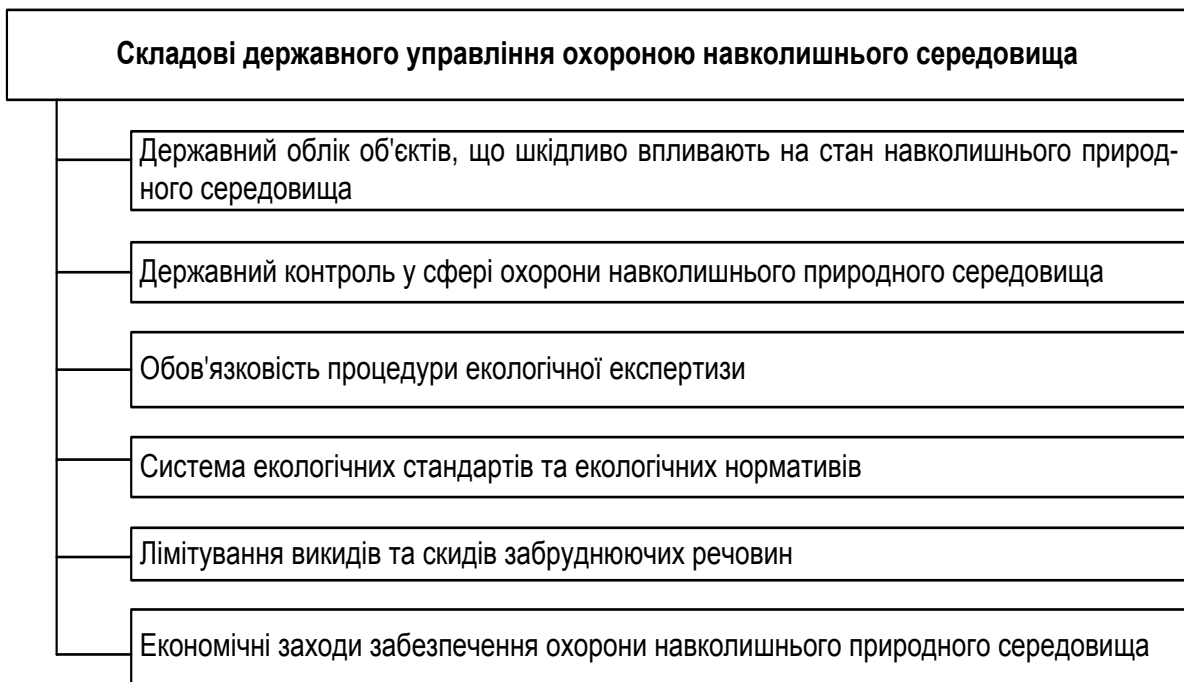 Складові державного управління охороною навколишнього середовища
Державний облік об'єктів, що шкідливо впливають на стан навколишнього природ-
ного середовища
Державний контроль у сфері охорони навколишнього природного середовища
Обов'язковість процедури екологічної експертизи
Система екологічних стандартів та екологічних нормативів
Лімітування викидів та скидів забруднюючих речовин
Економічні заходи забезпечення охорони навколишнього природного середовища